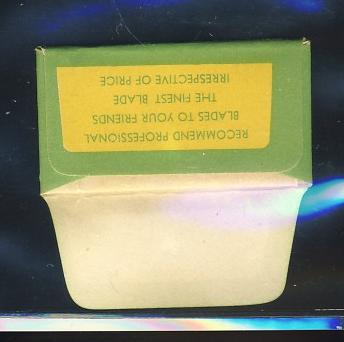 RECOMMEND PROFESSIONAL
BLADES TO YOUR FRIENDS
THE FINEST BLADE
IRRESPECTIVE OF PRICE